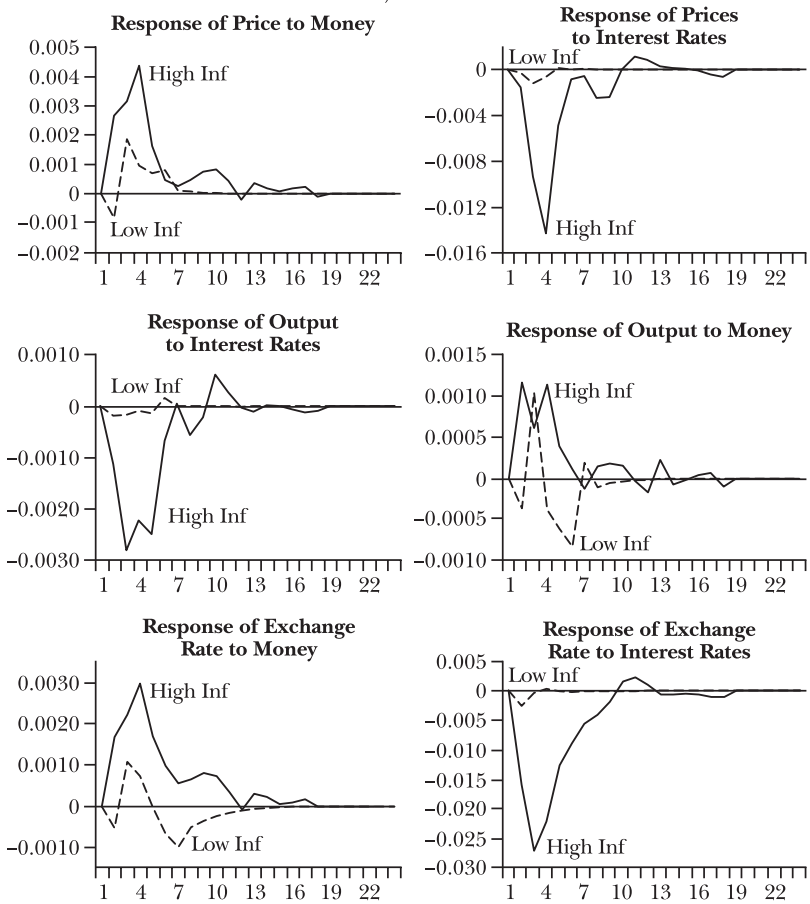 Response of Price to Money
0.005
0.004
0.003
0.002
0.001
0
−0.001
−0.002
High Inf
Low Inf
1 4 7 10 13 16 19 22
Response of Prices
to Interest Rates
0
−0.004
−0.008
−0.012
−0.016
Low Inf
High Inf
1 4 7 10 13 16 19 22
Response of Output
to Interest Rates
0.0010
0
−0.0010
−0.0020
−0.0030
Low Inf
High Inf
1 4 7 10 13 16 19 22
Response of Output to Money
0.0015
0.0010
0.0005
0
−0.0005
−0.0010
High Inf
Low Inf
1 4 7 10 13 16 19 22
Response of Exchange
Rate to Money
0.0030
0.0020
0.0010
0
−0.0010
High Inf
Low Inf
1 4 7 10 13 16 19 22
Response of Exchange
Rate to Interest Rates
0.005
0
−0.005
−0.010
−0.015
−0.020
−0.025
−0.030
Low Inf
High Inf
1 4 7 10 13 16 19 22